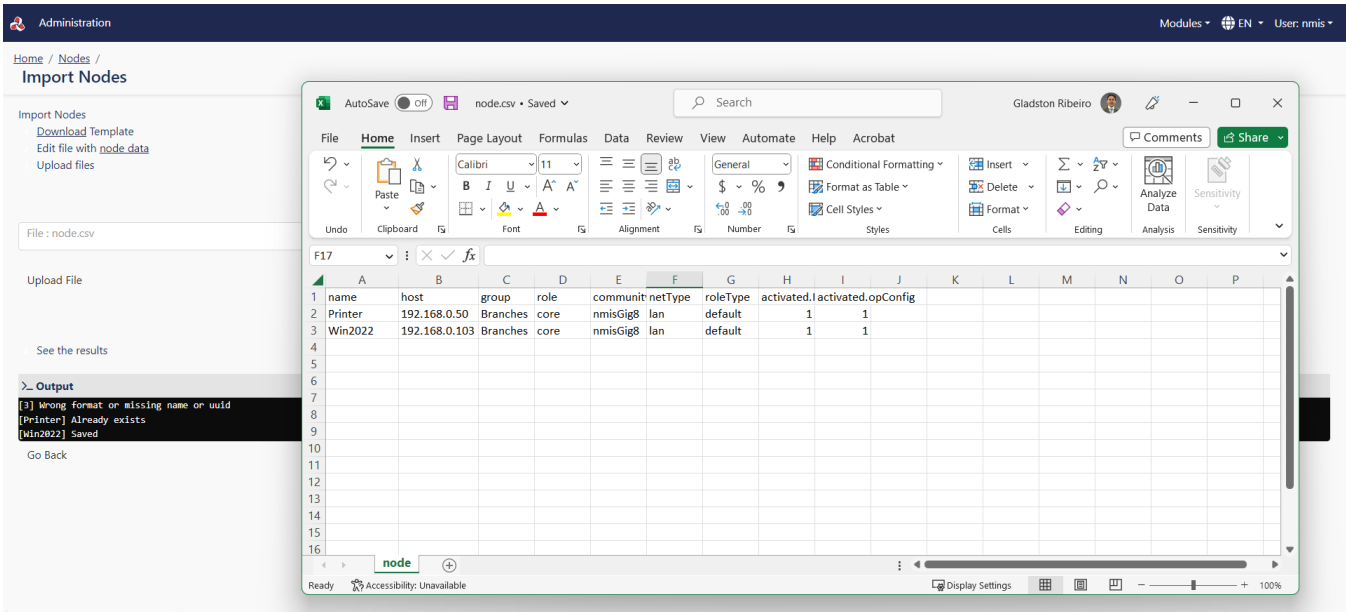 Administration
Modules EN User: nmis
Home / Nodes /
Import Nodes
Import Nodes
Download Template
Edit file with node data
Upload files
File : node.csv
Upload File
See the results
>_ Output
[3] Wrong format or missing name or uuid
[Printer] Already exists
[Win2022] Saved
Go Back
AutoSave Off node.csv • Saved Search Gladston Ribeiro
File Home Insert Page Layout Formulas Data Review View Automate Help Acrobat Comments Share
Paste Calibri 11 General Conditional Formatting Insert Analyze Data Sensitivity
B I U A A ab $ % Format as Table Delete
A Cell Styles Format
Undo Clipboard Font Alignment Number Styles Cells Editing Analysis Sensitivity
F17 fx
A B C D E F G H I J K L M N O P
1 name host group role communit netType roleType activated. activated.opConfig
2 Printer 192.168.0.50 Branches core nmisGig8 lan default 1 1
3 Win2022 192.168.0.103 Branches core nmisGig8 lan default 1 1
4
5
6
7
8
9
10
11
12
13
14
15
16
node
Ready Accessibility: Unavailable Display Settings 100%